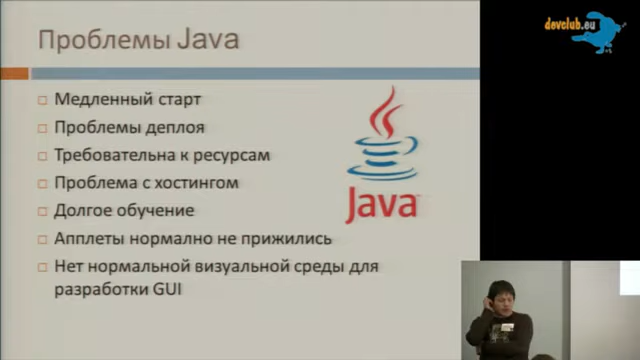 Проблемы Java
devclub.eu
Медленный старт
Проблемы деплоя
Требовательна к ресурсам
Проблема с хостингом
Долгое обучение
Апплеты нормално не прижились
Нет нормальной визуальной среды для
разработки GUI
Java